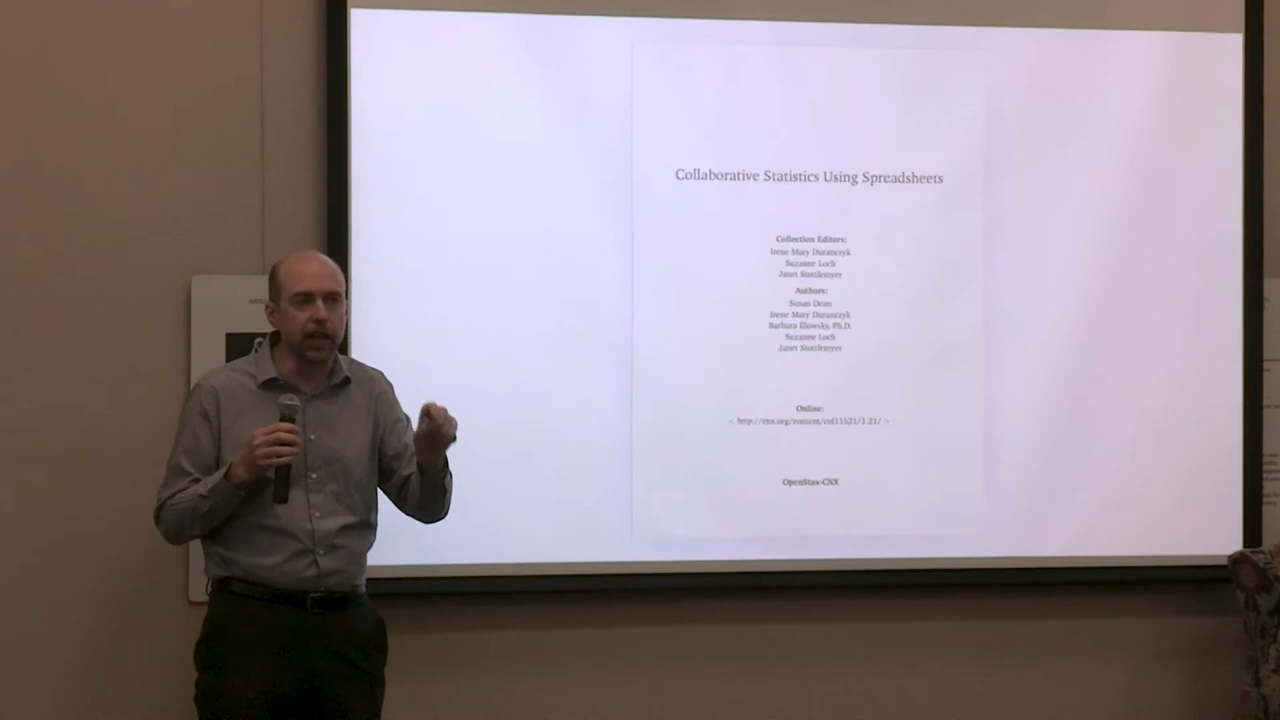 Collaborative Statistics Using Spreadsheets
Collection Editors:
Irene Mary Duranczyk
Suzanne Loch
Janet Stottlemyer
Authors:
Susan Dean
Irene Mary Duranczyk
Barbara Illowsky, Ph.D.
Suzanne Loch
Janet Stottlemyer
Online:
< http://cnx.org/content/col11521/1.21/ >
OpenStax-CNX